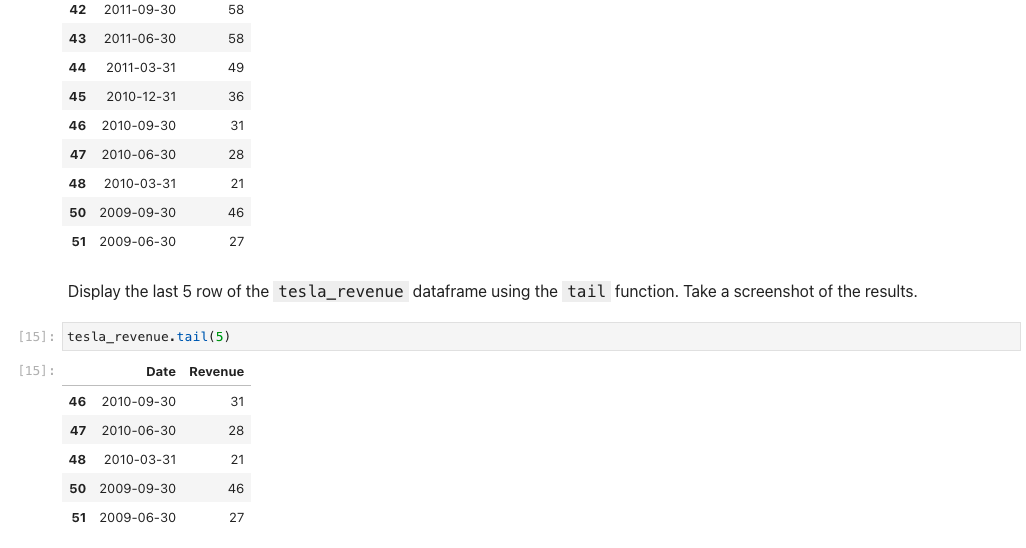 42 2011-09-30 58
43 2011-06-30 58
44 2011-03-31 49
45 2010-12-31 36
46 2010-09-30 31
47 2010-06-30 28
48 2010-03-31 21
50 2009-09-30 46
51 2009-06-30 27
Display the last 5 row of the tesla_revenue dataframe using the tail function. Take a screenshot of the results.
[15]: tesla_revenue.tail(5)
[15]: Date Revenue
46 2010-09-30 31
47 2010-06-30 28
48 2010-03-31 21
50 2009-09-30 46
51 2009-06-30 27